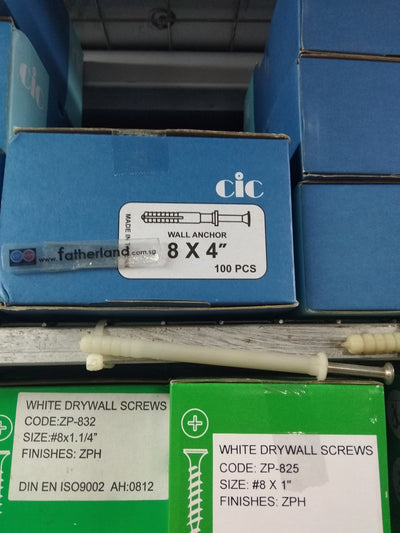 cic
cic
MADE IN
WALL ANCHOR
8 X 4"
100 PCS
www.fatherland.com.sg
WHITE DRYWALL SCREWS
CODE:ZP-832
SIZE:#8x1.1/4"
FINISHES: ZPH
DIN EN ISO9002 AH:0812
WHITE DRYWALL SCREWS
CODE: ZP-825
SIZE: #8 X 1"
FINISHES: ZPH